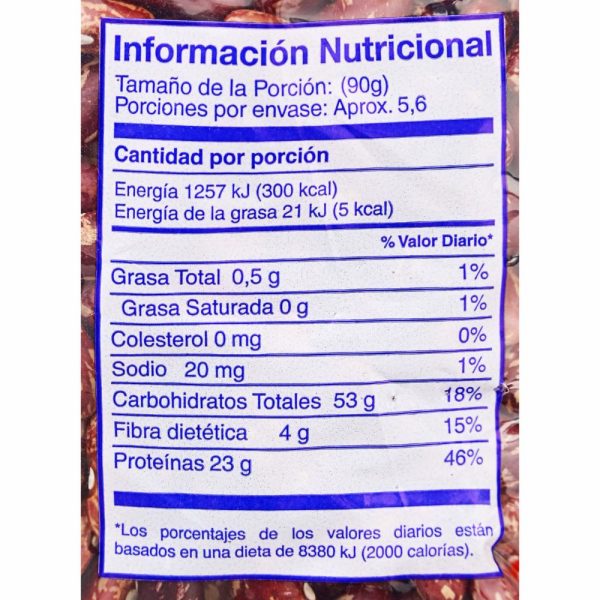 Información Nutricional
Tamaño de la Porción: (90g)
Porciones por envase: Aprox. 5,6
Cantidad por porción
Energía 1257 kJ (300 kcal)
Energía de la grasa 21 kJ (5 kcal)
% Valor Diario*
Grasa Total 0,5 g 1%
Grasa Saturada 0 g 1%
Colesterol 0 mg 0%
Sodio 20 mg 1%
Carbohidratos Totales 53 g 18%
Fibra dietética 4 g 15%
Proteínas 23 g 46%
*Los porcentajes de los valores diarios están
basados en una dieta de 8380 kJ (2000 calorías).